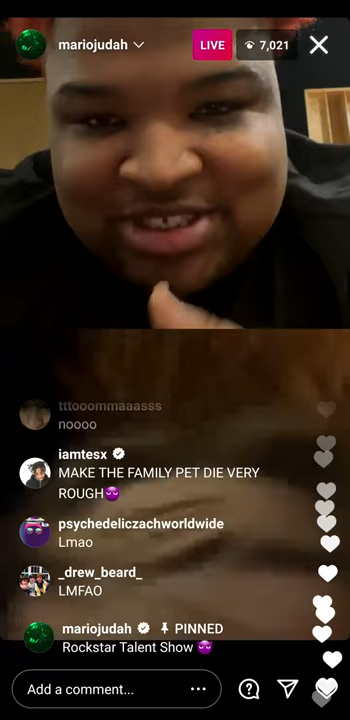 mariojudah
LIVE
7,021
tttooommaaasss
noooo
iamtesx
MAKE THE FAMILY PET DIE VERY
ROUGH😈
psychedeliczachworldwide
Lmao
_drew_beard_
LMFAO
mariojudah PINNED
Rockstar Talent Show 😈
Add a comment...